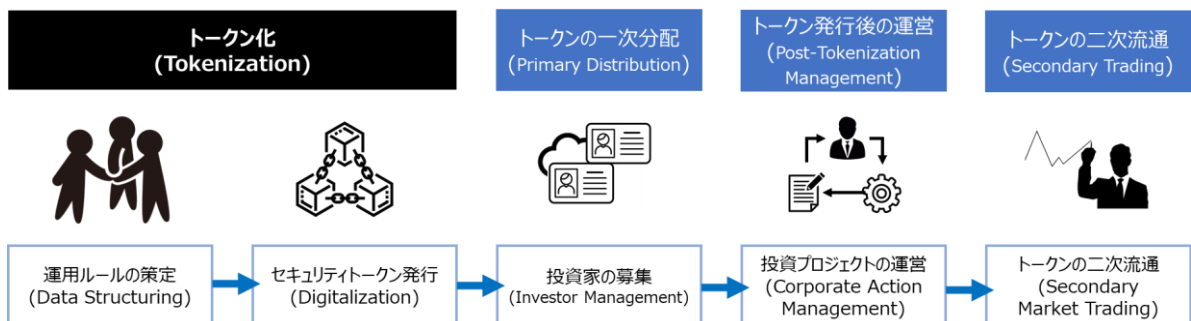 トークン化
(Tokenization)
トークンの一次分配
(Primary Distribution)
トークン発行後の運営
(Post-Tokenization
Management)
トークンの二次流通
(Secondary Trading)
運用ルールの策定
(Data Structuring)
セキュリティトークン発行
(Digitalization)
投資家の募集
(Investor Management)
投資プロジェクトの運営
(Corporate Action
Management)
トークンの二次流通
(Secondary
Market Trading)